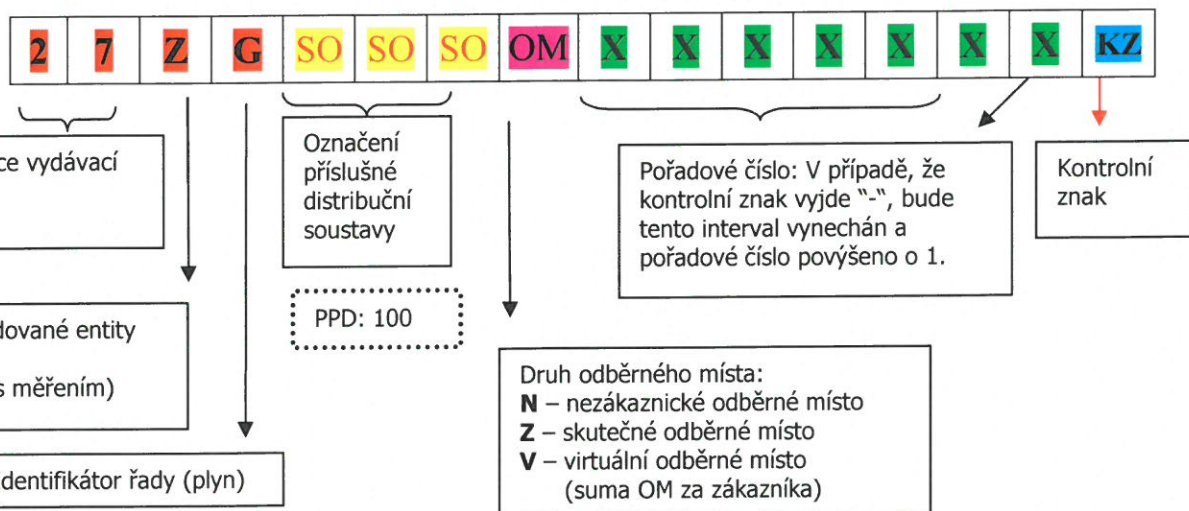 2 7 Z G SO SO SO OM X X X X X X X KZ
ce vydávací
Označení
příslušné
distribuční
soustavy
Pořadové číslo: V případě, že
kontrolní znak vyjde “-“, bude
tento interval vynechán a
pořadové číslo povýšeno o 1.
Kontrolní
znak
PPD: 100
dované entity
s měřením)
Druh odběrného místa:
N – nezákaznické odběrné místo
Z – skutečné odběrné místo
V – virtuální odběrné místo
(suma OM za zákazníka)
dentifikátor řady (plyn)